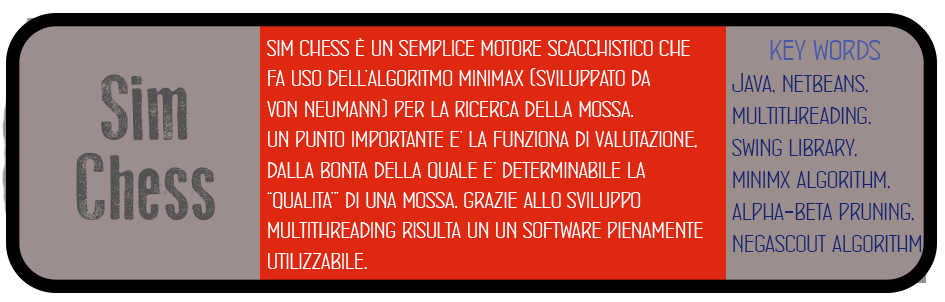 Sim
Chess
SIM CHESS È UN SEMPLICE MOTORE SCACCHISTICO CHE
FA USO DELL'ALGORITMO MINIMAX (SVILUPPATO DA
VON NEUMANN) PER LA RICERCA DELLA MOSSA.
UN PUNTO IMPORTANTE E' LA FUNZIONA DI VALUTAZIONE,
DALLA BONTA DELLA QUALE E' DETERMINABILE LA
"QUALITA'" DI UNA MOSSA. GRAZIE ALLO SVILUPPO
MULTITHREADING RISULTA UN UN SOFTWARE PIENAMENTE
UTILIZZABILE.
KEY WORDS
JAVA, NETBEANS,
MULTITHREADING,
SWING LIBRARY,
MINIMX ALGORITHM,
ALPHA-BETA PRUNING,
NEGASCOUT ALGORITHM